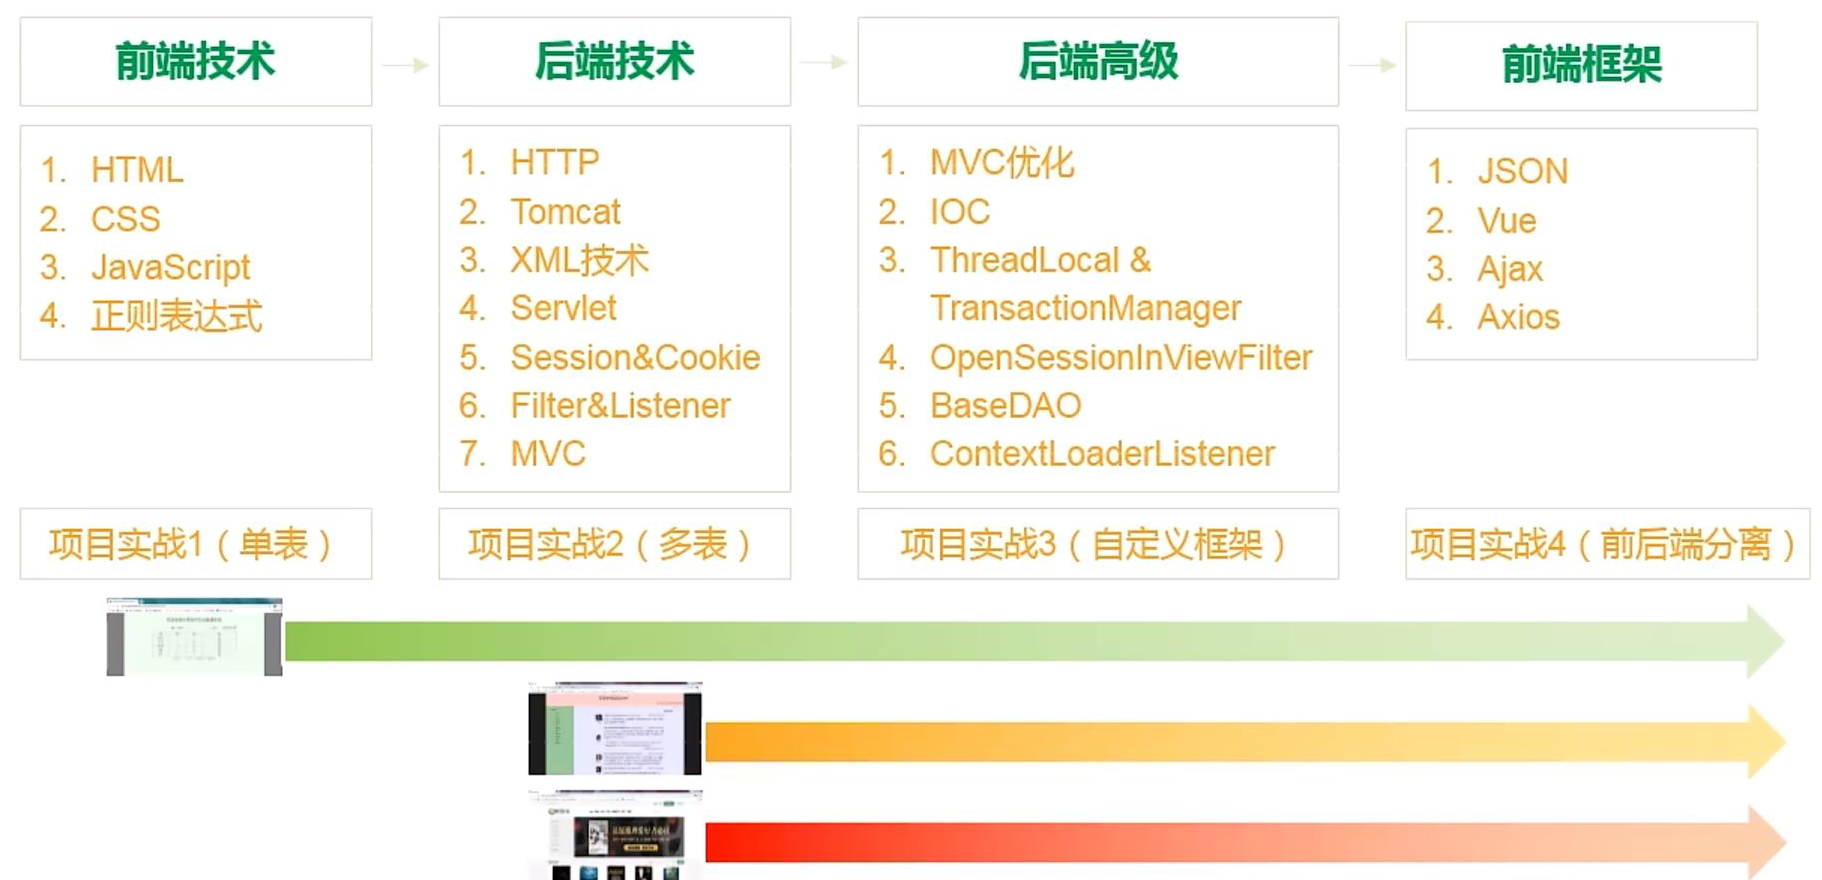 前端技术
后端技术
后端高级
前端框架
1. HTML
2. CSS
3. JavaScript
4. 正则表达式
1. HTTP
2. Tomcat
3. XML技术
4. Servlet
5. Session&Cookie
6. Filter&Listener
7. MVC
1. MVC优化
2. IOC
3. ThreadLocal &
TransactionManager
4. OpenSessionInViewFilter
5. BaseDAO
6. ContextLoaderListener
1. JSON
2. Vue
3. Ajax
4. Axios
项目实战1（单表）
项目实战2（多表）
项目实战3（自定义框架）
项目实战4（前后端分离）